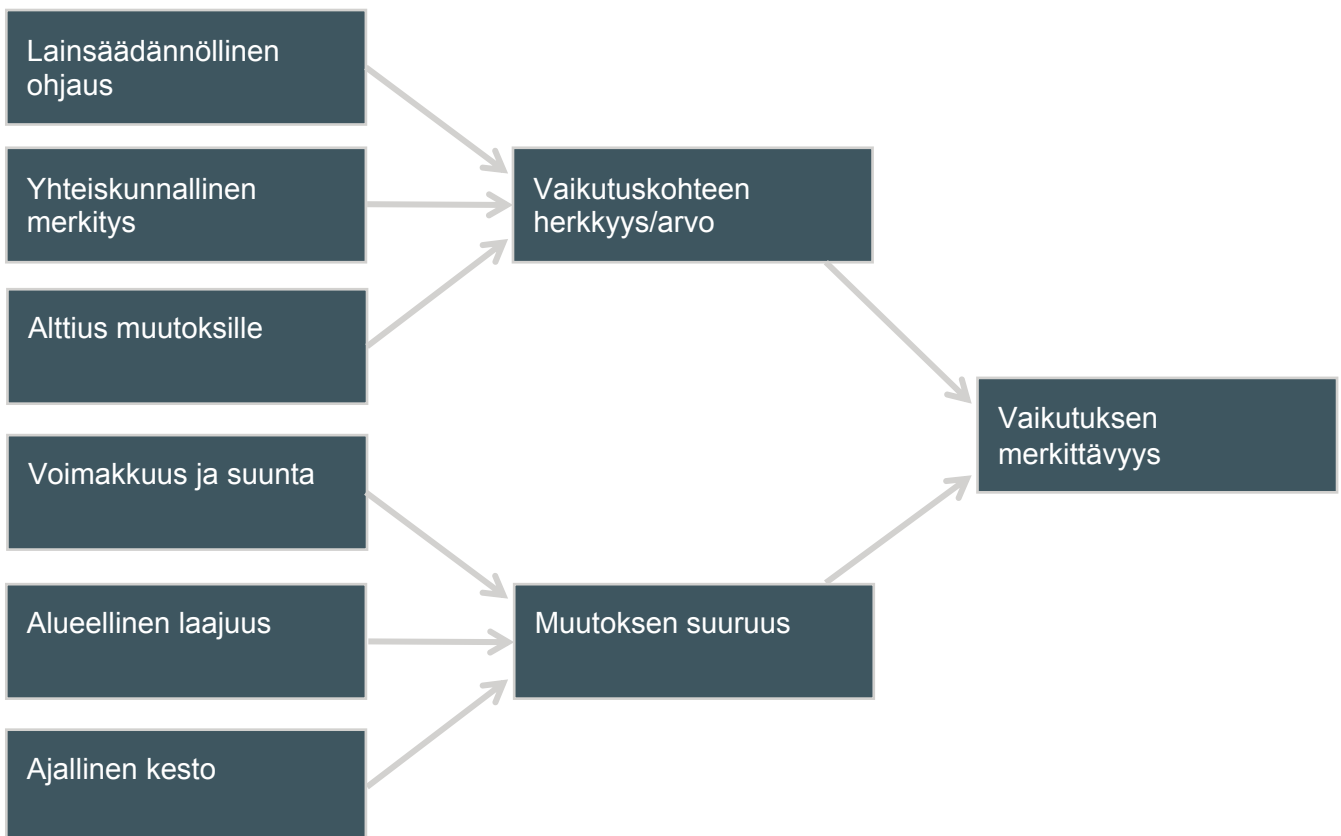 Lainsäädännöllinen
ohjaus
Yhteiskunnallinen
merkitys
Alttius muutoksille
Voimakkuus ja suunta
Alueellinen laajuus
Ajallinen kesto
Vaikutuskohteen
herkkyys/arvo
Muutoksen suuruus
Vaikutuksen
merkittävyys